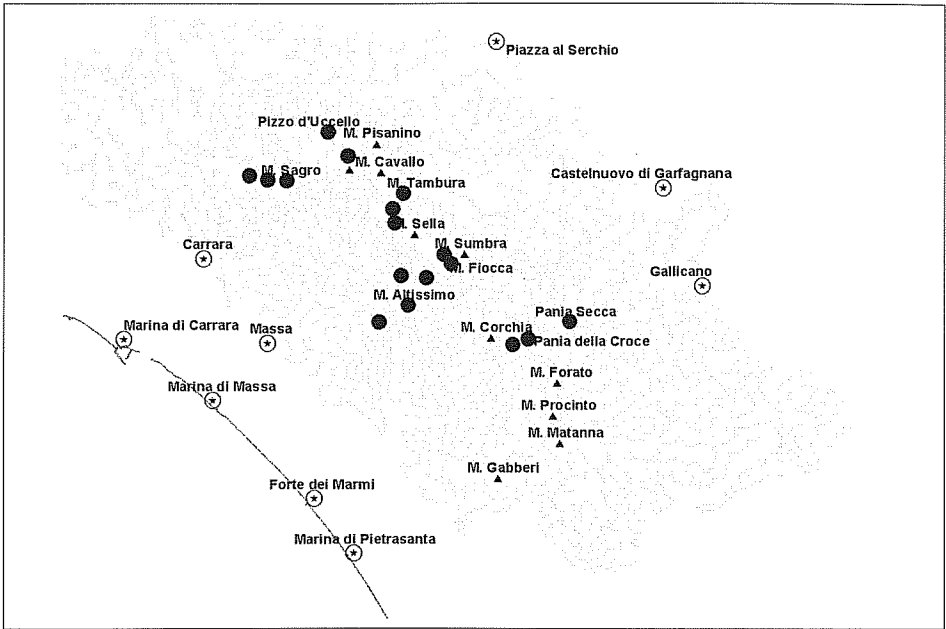 Piazza al Serchio
Pizzo d'Uccello
M. Pisanino
M. Cavallo
M. Sagro
Castelnuovo di Garfagnana
M. Tambura
M. Sella
Carrara
M. Sumbra
M. Fiocca
Gallicano
M. Altissimo
Pania Secca
Marina di Carrara
Massa
M. Corchia
Pania della Croce
M. Forato
Marina di Massa
M. Procinto
M. Matanna
M. Gabberi
Forte dei Marmi
Marina di Pietrasanta